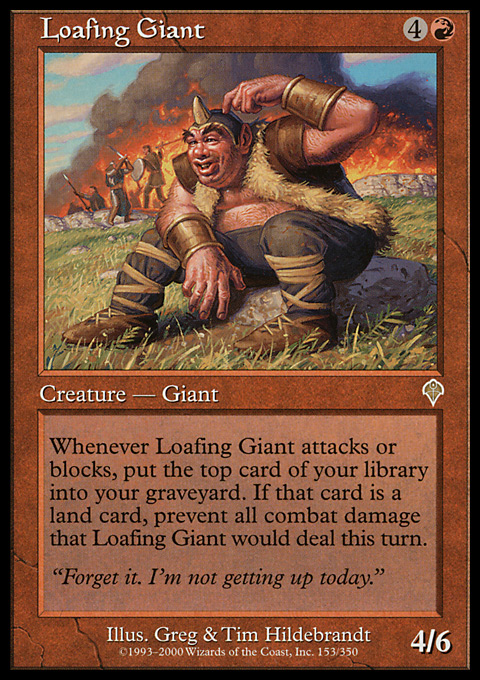 Loafing Giant 4
Creature — Giant
Whenever Loafing Giant attacks or
blocks, put the top card of your library
into your graveyard. If that card is a
land card, prevent all combat damage
that Loafing Giant would deal this turn.
“Forget it. I’m not getting up today.”
Illus. Greg & Tim Hildebrandt
4/6
©1993–2000 Wizards of the Coast, Inc. 153/350